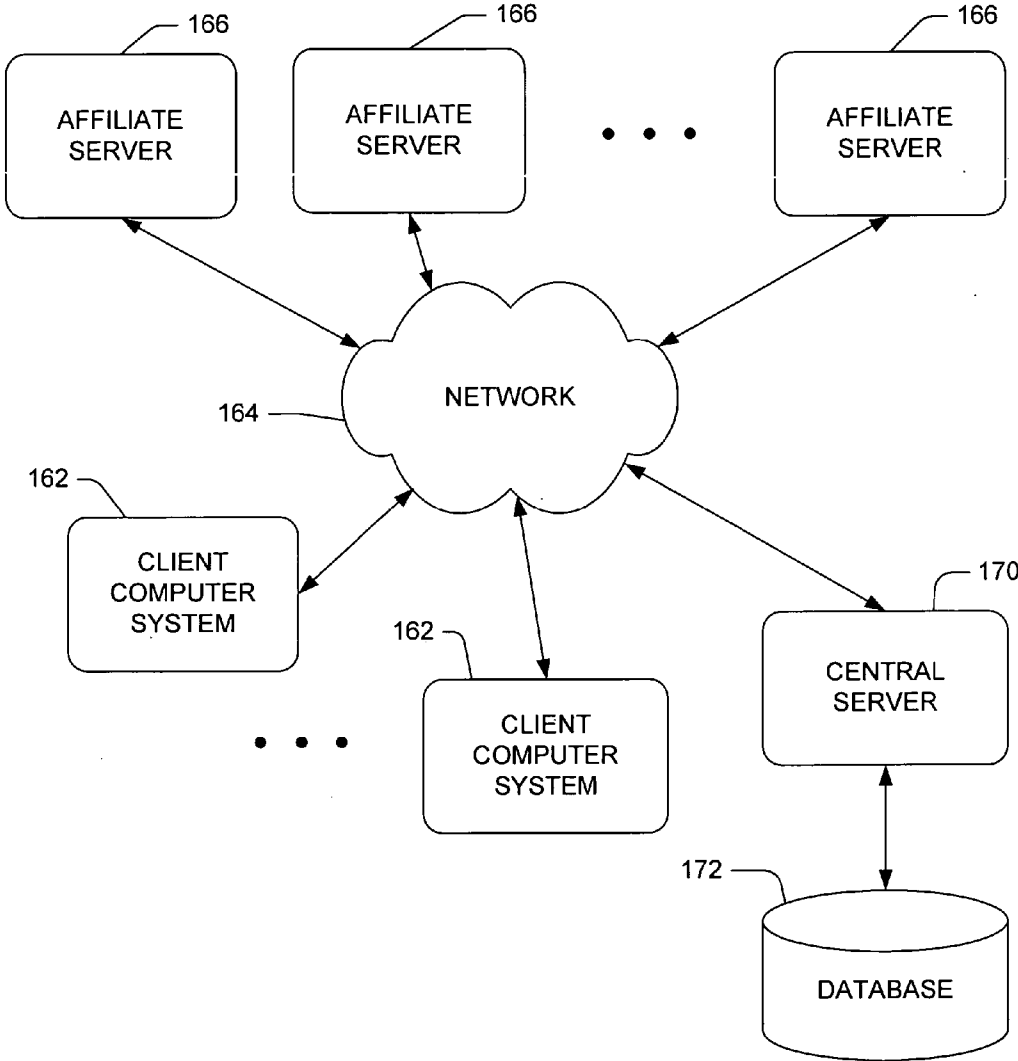 166
166
166
AFFILIATE
SERVER
AFFILIATE
SERVER
AFFILIATE
SERVER
NETWORK
164
162
CLIENT
COMPUTER
SYSTEM
170
162
CENTRAL
SERVER
CLIENT
COMPUTER
SYSTEM
172
DATABASE